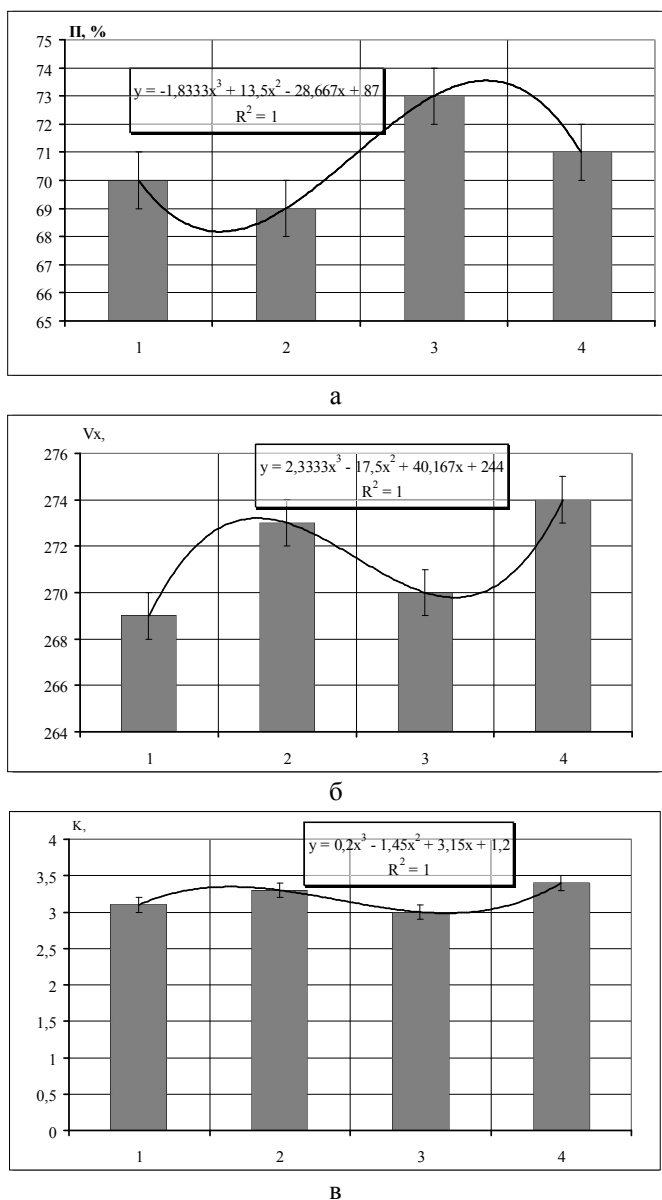 П, %
75
74
73
72
71
70
69
68
67
66
65
y = -1,8333x³ + 13,5x² - 28,667x + 87
R² = 1
1 2 3 4
а
Vx,
276
274
272
270
268
266
264
y = 2,3333x³ - 17,5x² + 40,167x + 244
R² = 1
1 2 3 4
б
К,
4
3,5
3
2,5
2
1,5
1
0,5
0
y = 0,2x³ - 1,45x² + 3,15x + 1,2
R² = 1
1 2 3 4
в